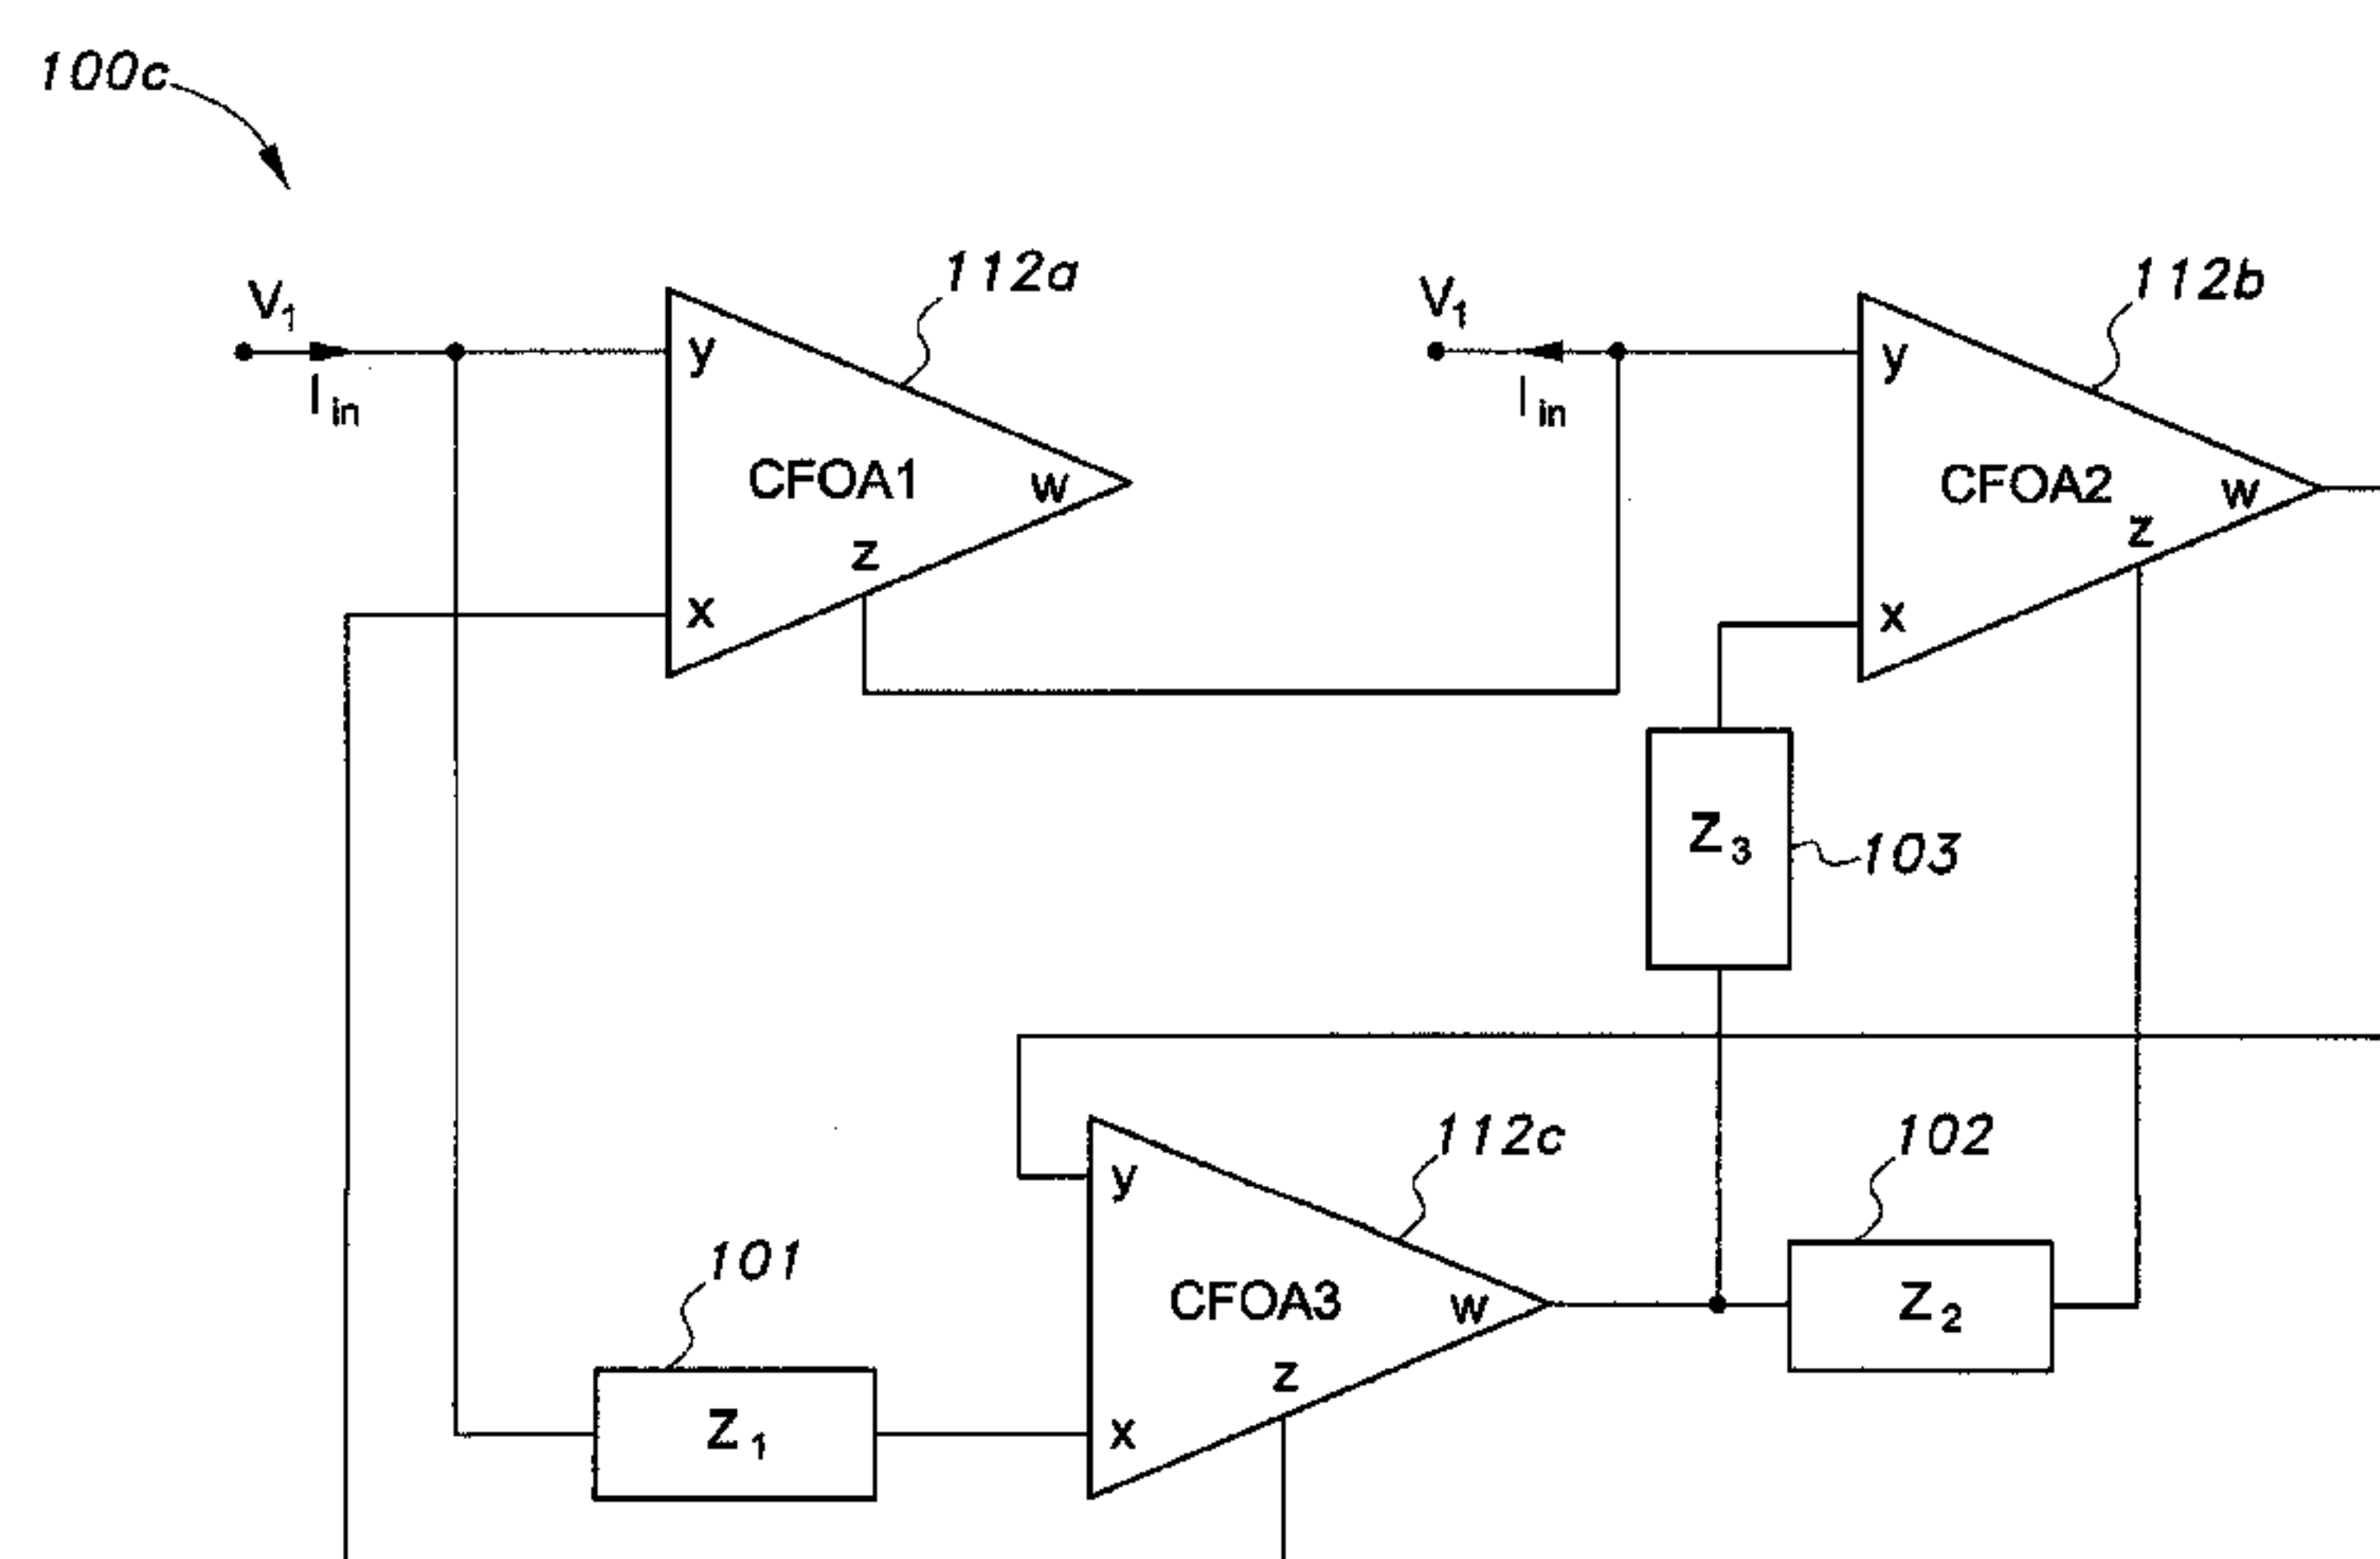 100c
V1
Iin
y
x
z
w
CFOA1
112a
V1
Iin
y
x
z
w
CFOA2
112b
Z3
103
y
x
z
w
CFOA3
112c
102
Z2
101
Z1